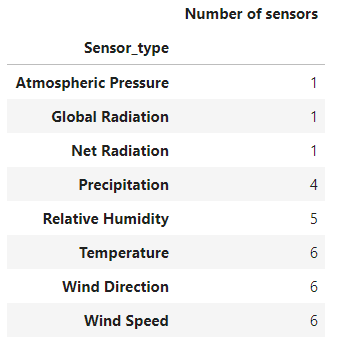 Number of sensors
Sensor_type
Atmospheric Pressure 1
Global Radiation 1
Net Radiation 1
Precipitation 4
Relative Humidity 5
Temperature 6
Wind Direction 6
Wind Speed 6